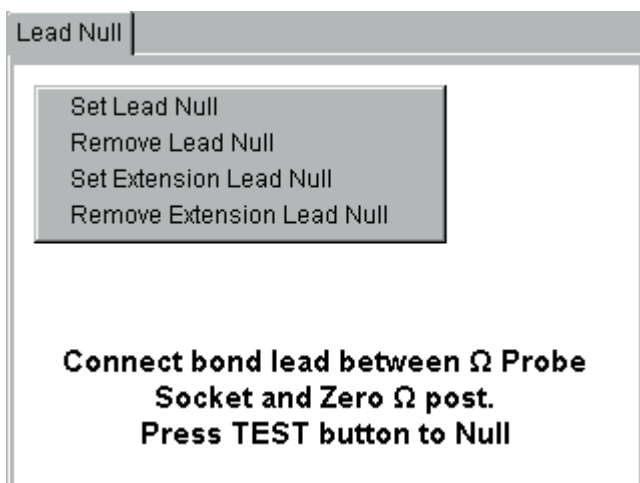 Lead Null
Set Lead Null
Remove Lead Null
Set Extension Lead Null
Remove Extension Lead Null
Connect bond lead between Ω Probe
Socket and Zero Ω post.
Press TEST button to Null